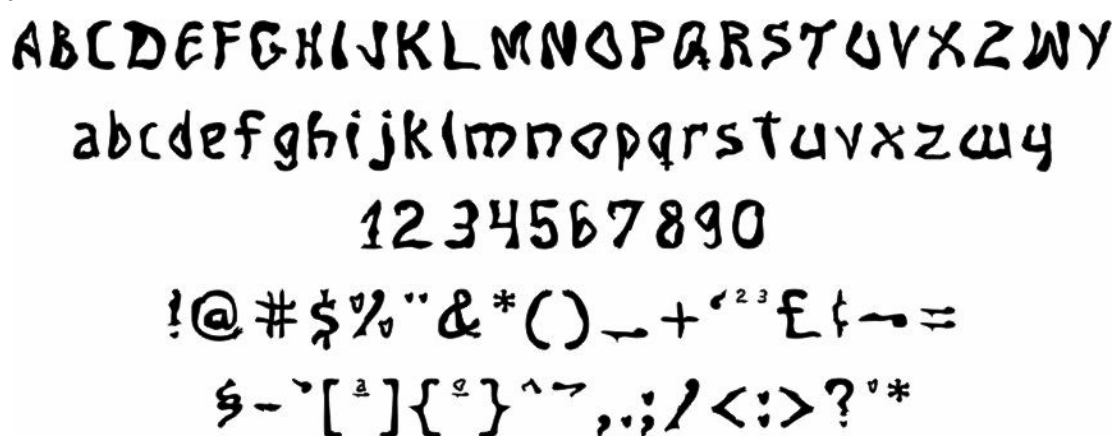 ABCDEFGHIJKLMNOPQRSTUVXZWY
abcdefghijklmnopqrstuvxzwy
1234567890
!@#$%¨&*()_+´²³£¢¬=
§-`[ª]{º}^~,.;/<:>?°*